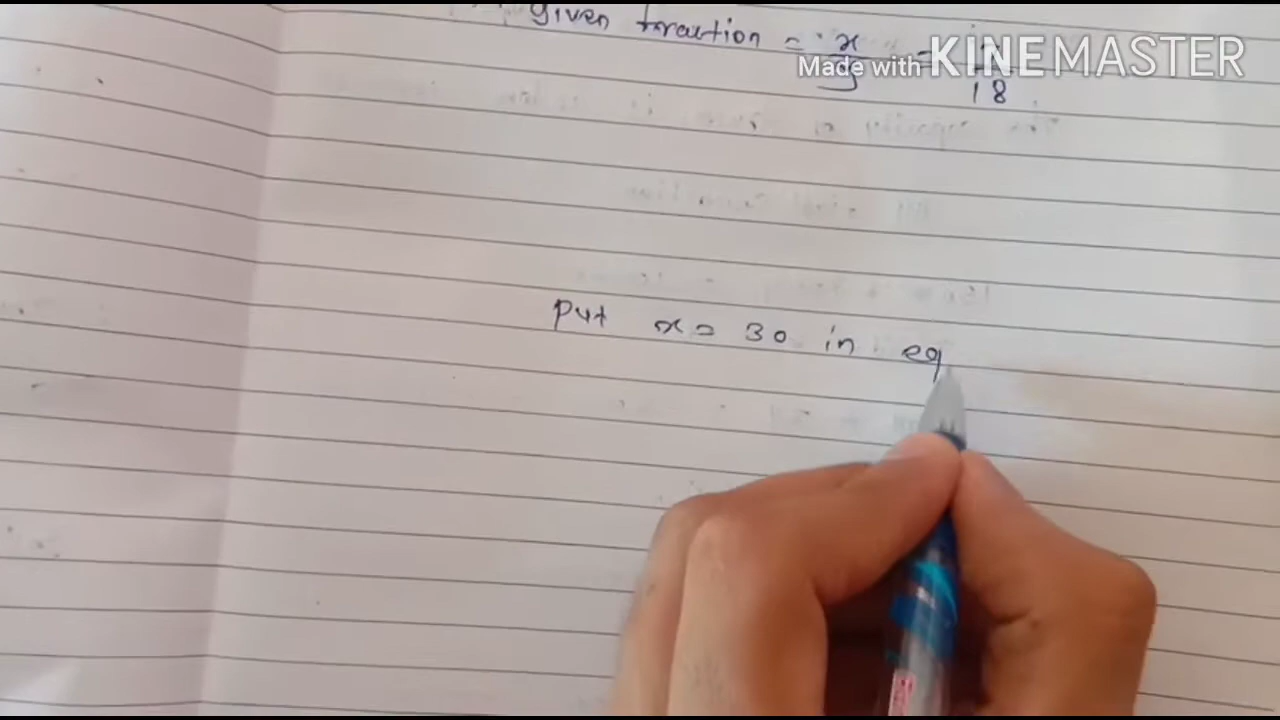 given fraction = x/y =
Made with KINEMASTER
18
Put x = 30 in eq